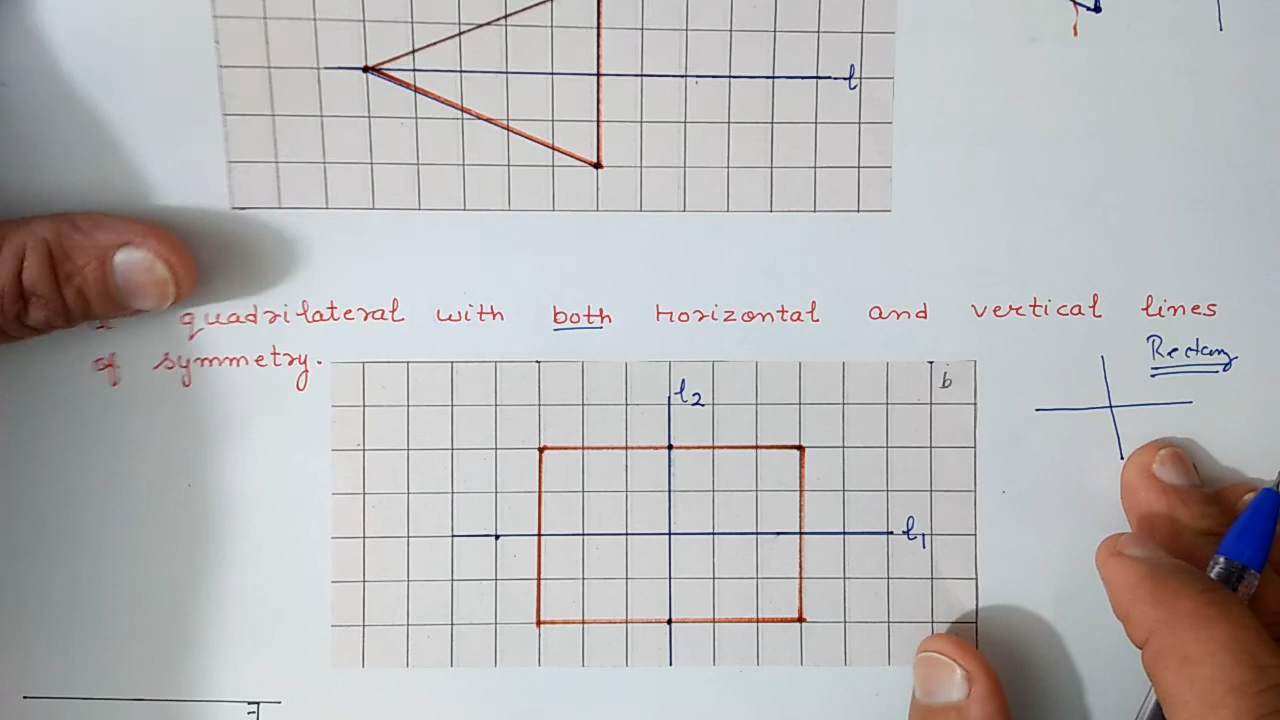 l
quadrilateral with both horizontal and vertical lines
of symmetry.
Rectang
b
l2
l1